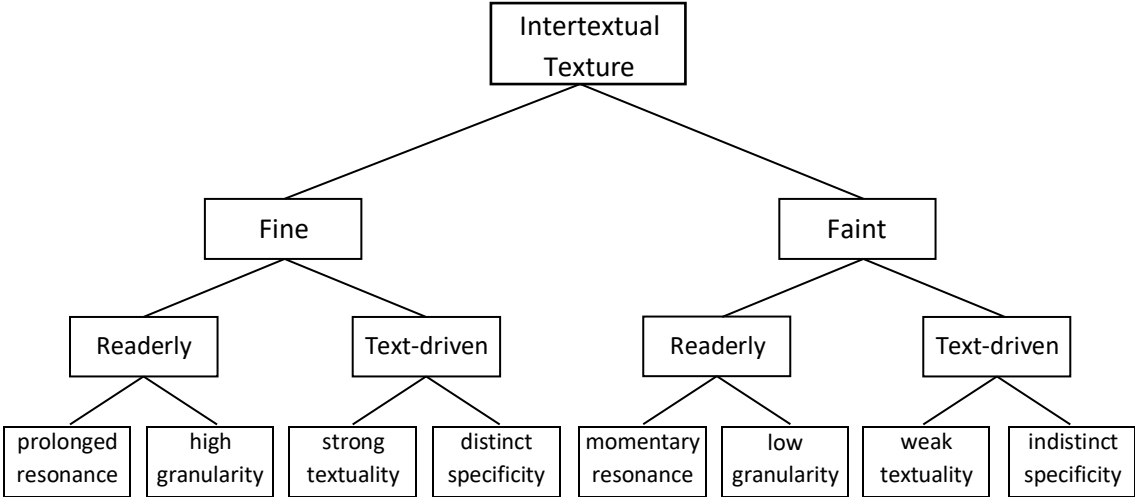 Intertextual
Texture
Fine
Faint
Readerly
Text-driven
Readerly
Text-driven
prolonged
resonance
high
granularity
strong
textuality
distinct
specificity
momentary
resonance
low
granularity
weak
textuality
indistinct
specificity